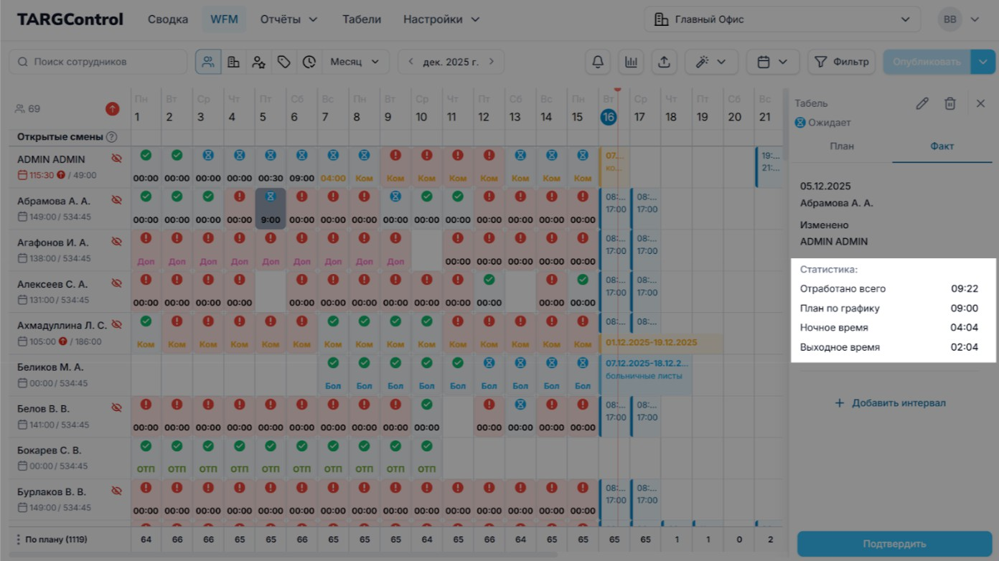 TARGControl Сводка WFM Отчёты Табели Настройки Главный Офис ВВ
Поиск сотрудников Месяц дек. 2025 г. Фильтр Опубликовать
69 Пн 1 Вт 2 Ср 3 Чт 4 Пт 5 Сб 6 Вс 7 Пн 8 Вт 9 Ср 10 Чт 11 Пт 12 Сб 13 Вс 14 Пн 15 Вт 16 Ср 17 Чт 18 Пт 19 Сб 20 Вс 21
Открытые смены ?
ADMIN ADMIN
115:30 / 49:00
00:00 00:00 00:00 00:00 00:30 09:00 04:00 Ком Ком Ком Ком Ком Ком Ком Ком 07... ко... 19:... 21:...
Абрамова А. А.
149:00 / 534:45
00:00 00:00 00:00 00:00 9:00 00:00 00:00 00:00 00:00 00:00 00:00 00:00 00:00 00:00 00:00 08:... 17:00 08:... 17:00
Агафонов И. А.
138:00 / 534:45
Доп Доп Доп Доп Доп Доп Доп Доп Доп 00:00 00:00 00:00 00:00 00:00 08:... 17:00 08:... 17:00
Алексеев С. А.
131:00 / 534:45
00:00 00:00 00:00 00:00 00:00 00:00 00:00 00:00 00:00 00:00 00:00 00:00 00:00 08:... 17:00 08:... 17:00
Ахмадуллина Л. С.
105:00 / 186:00
Ком Ком Ком Ком Ком Ком Ком Ком Ком Ком Ком Ком Ком Ком Ком 08:... 08:...
01.12.2025-19.12.2025
Беликов М. А.
00:00 / 534:45
Бол Бол Бол Бол Бол Бол Бол Бол Бол 07.12.2025-18.12.2...
больничные листы
Белов В. В.
141:00 / 534:45
00:00 00:00 00:00 00:00 00:00 00:00 00:00 00:00 00:00 00:00 00:00 00:00 00:00 00:00 08:... 17:00 08:... 17:00
Бокарев С. В.
00:00 / 534:45
ОТП ОТП ОТП ОТП ОТП ОТП ОТП ОТП ОТП ОТП
Бурлаков В. В.
149:00 / 534:45
00:00 00:00 00:00 00:00 00:00 00:00 00:00 00:00 00:00 00:00 00:00 00:00 00:00 00:00 00:00 08:... 17:00 08:... 17:00
По плану (1119) 64 66 66 65 65 66 65 65 65 64 65 65 65 65 65 65 65 1 1 0 2
Табель
Ожидает
План Факт
05.12.2025
Абрамова А. А.
Изменено
ADMIN ADMIN
Статистика:
Отработано всего 09:22
План по графику 09:00
Ночное время 04:04
Выходное время 02:04
Добавить интервал
Подтвердить